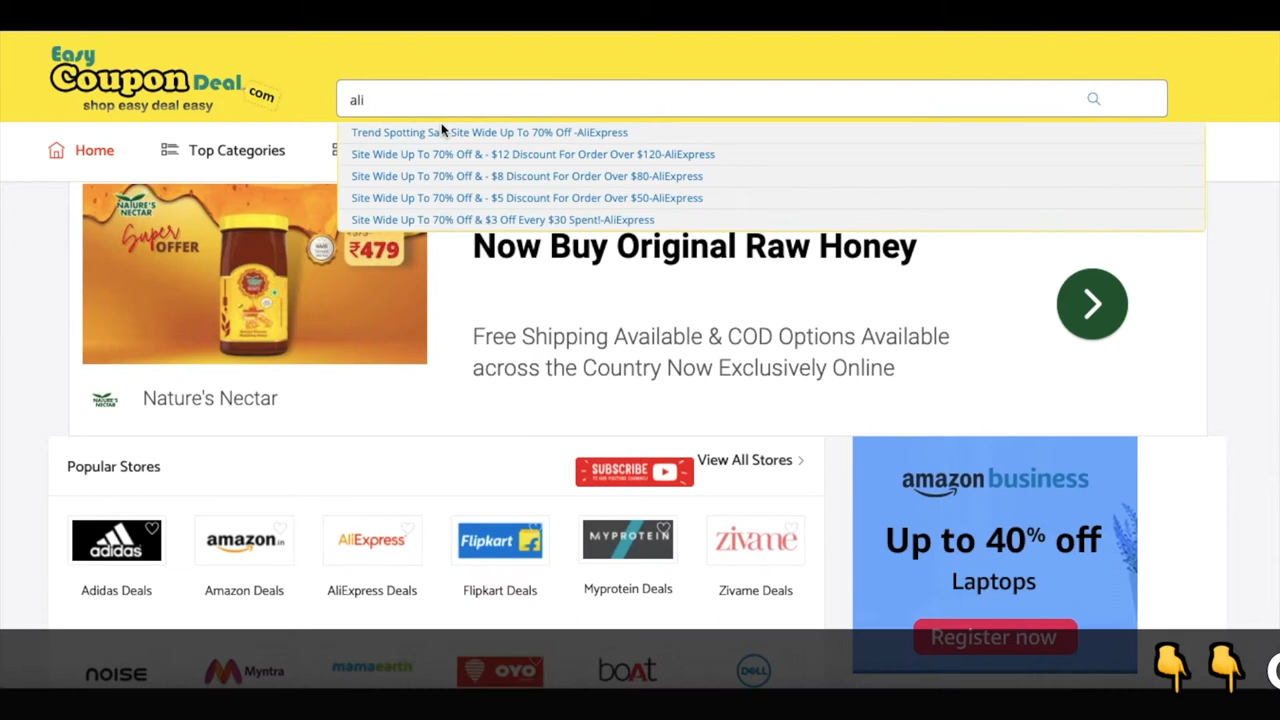 Easy
Coupon Deal.com
shop easy deal easy
ali
Home
Top Categories
Trend Spotting Sa Site Wide Up To 70% Off -AliExpress
Site Wide Up To 70% Off & - $12 Discount For Order Over $120-AliExpress
Site Wide Up To 70% Off & - $8 Discount For Order Over $80-AliExpress
Site Wide Up To 70% Off & - $5 Discount For Order Over $50-AliExpress
Site Wide Up To 70% Off & $3 Off Every $30 Spent!-AliExpress
NATURE'S
NECTAR
Super
OFFER
₹479
Now Buy Original Raw Honey
Free Shipping Available & COD Options Available
across the Country Now Exclusively Online
NATURE'S
NECTAR
Nature's Nectar
Popular Stores
SUBSCRIBE
TO OUR YOUTUBE CHANNEL
View All Stores
adidas
amazon.in
AliExpress
Flipkart
MYPROTEIN
zivame
Adidas Deals
Amazon Deals
AliExpress Deals
Flipkart Deals
Myprotein Deals
Zivame Deals
noise
Myntra
mamaearth
OYO
boAt
DELL
amazon business
Up to 40% off
Laptops
Register now